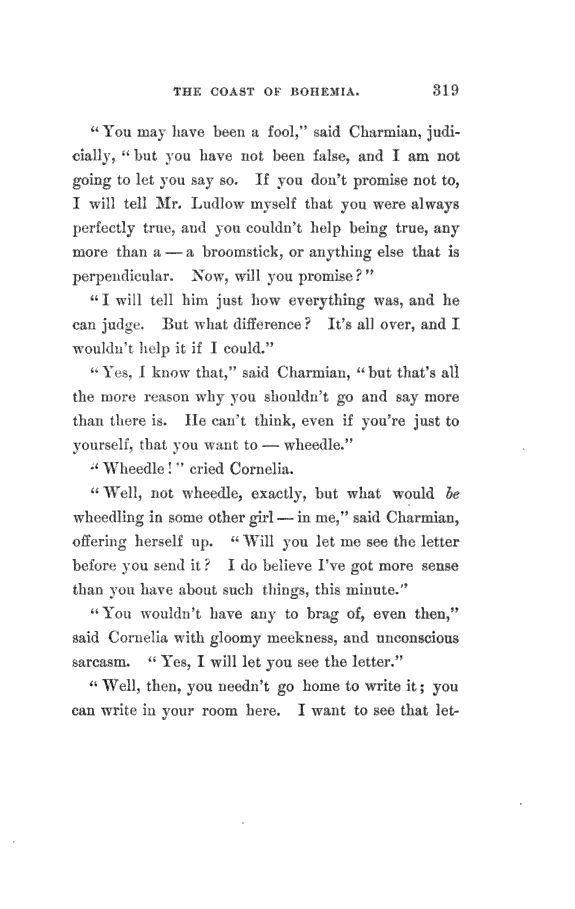 THE COAST OF BOHEMIA. 319
“You may have been a fool,” said Charmian, judi-
cially, “but you have not been false, and I am not
going to let you say so. If you don’t promise not to,
I will tell Mr. Ludlow myself that you were always
perfectly true, and you couldn’t help being true, any
more than a — a broomstick, or anything else that is
perpendicular. Now, will you promise?”
“I will tell him just how everything was, and he
can judge. But what difference? It’s all over, and I
wouldn’t help it if I could.”
“Yes, I know that,” said Charmian, “but that’s all
the more reason why you shouldn’t go and say more
than there is. He can’t think, even if you’re just to
yourself, that you want to — wheedle.”
“Wheedle!” cried Cornelia.
“Well, not wheedle, exactly, but what would be
wheedling in some other girl — in me,” said Charmian,
offering herself up. “Will you let me see the letter
before you send it? I do believe I’ve got more sense
than you have about such things, this minute.”
“You wouldn’t have any to brag of, even then,”
said Cornelia with gloomy meekness, and unconscious
sarcasm. “Yes, I will let you see the letter.”
“Well, then, you needn’t go home to write it; you
can write in your room here. I want to see that let-